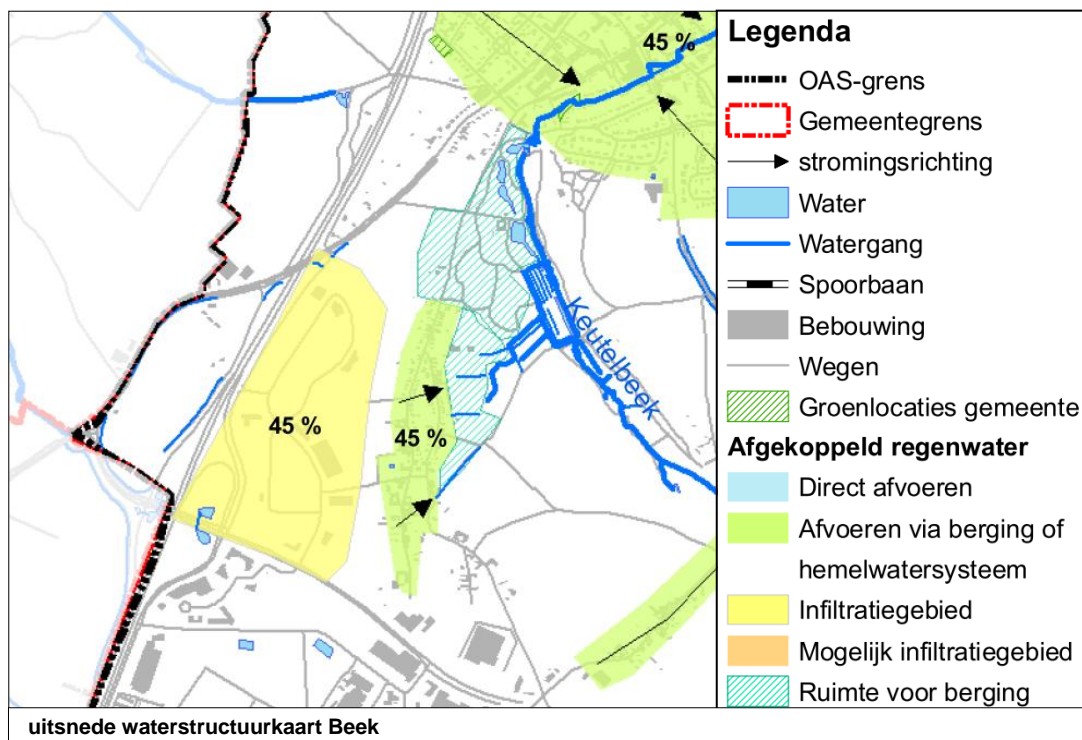 45 %
45 %
45 %
Keutelbeek
Legenda
OAS-grens
Gemeentegrens
stromingsrichting
Water
Watergang
Spoorbaan
Bebouwing
Wegen
Groenlocaties gemeente
Afgekoppeld regenwater
Direct afvoeren
Afvoeren via berging of
hemelwatersysteem
Infiltratiegebied
Mogelijk infiltratiegebied
Ruimte voor berging
uitsnede waterstructuurkaart Beek